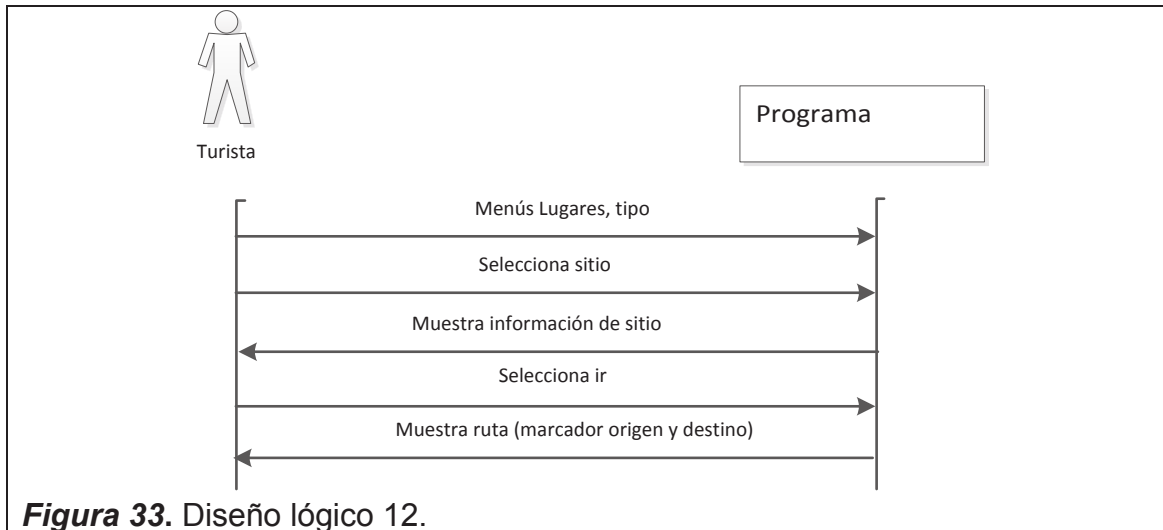 Turista
Programa
Menús Lugares, tipo
Selecciona sitio
Muestra información de sitio
Selecciona ir
Muestra ruta (marcador origen y destino)
Figura 33. Diseño lógico 12.